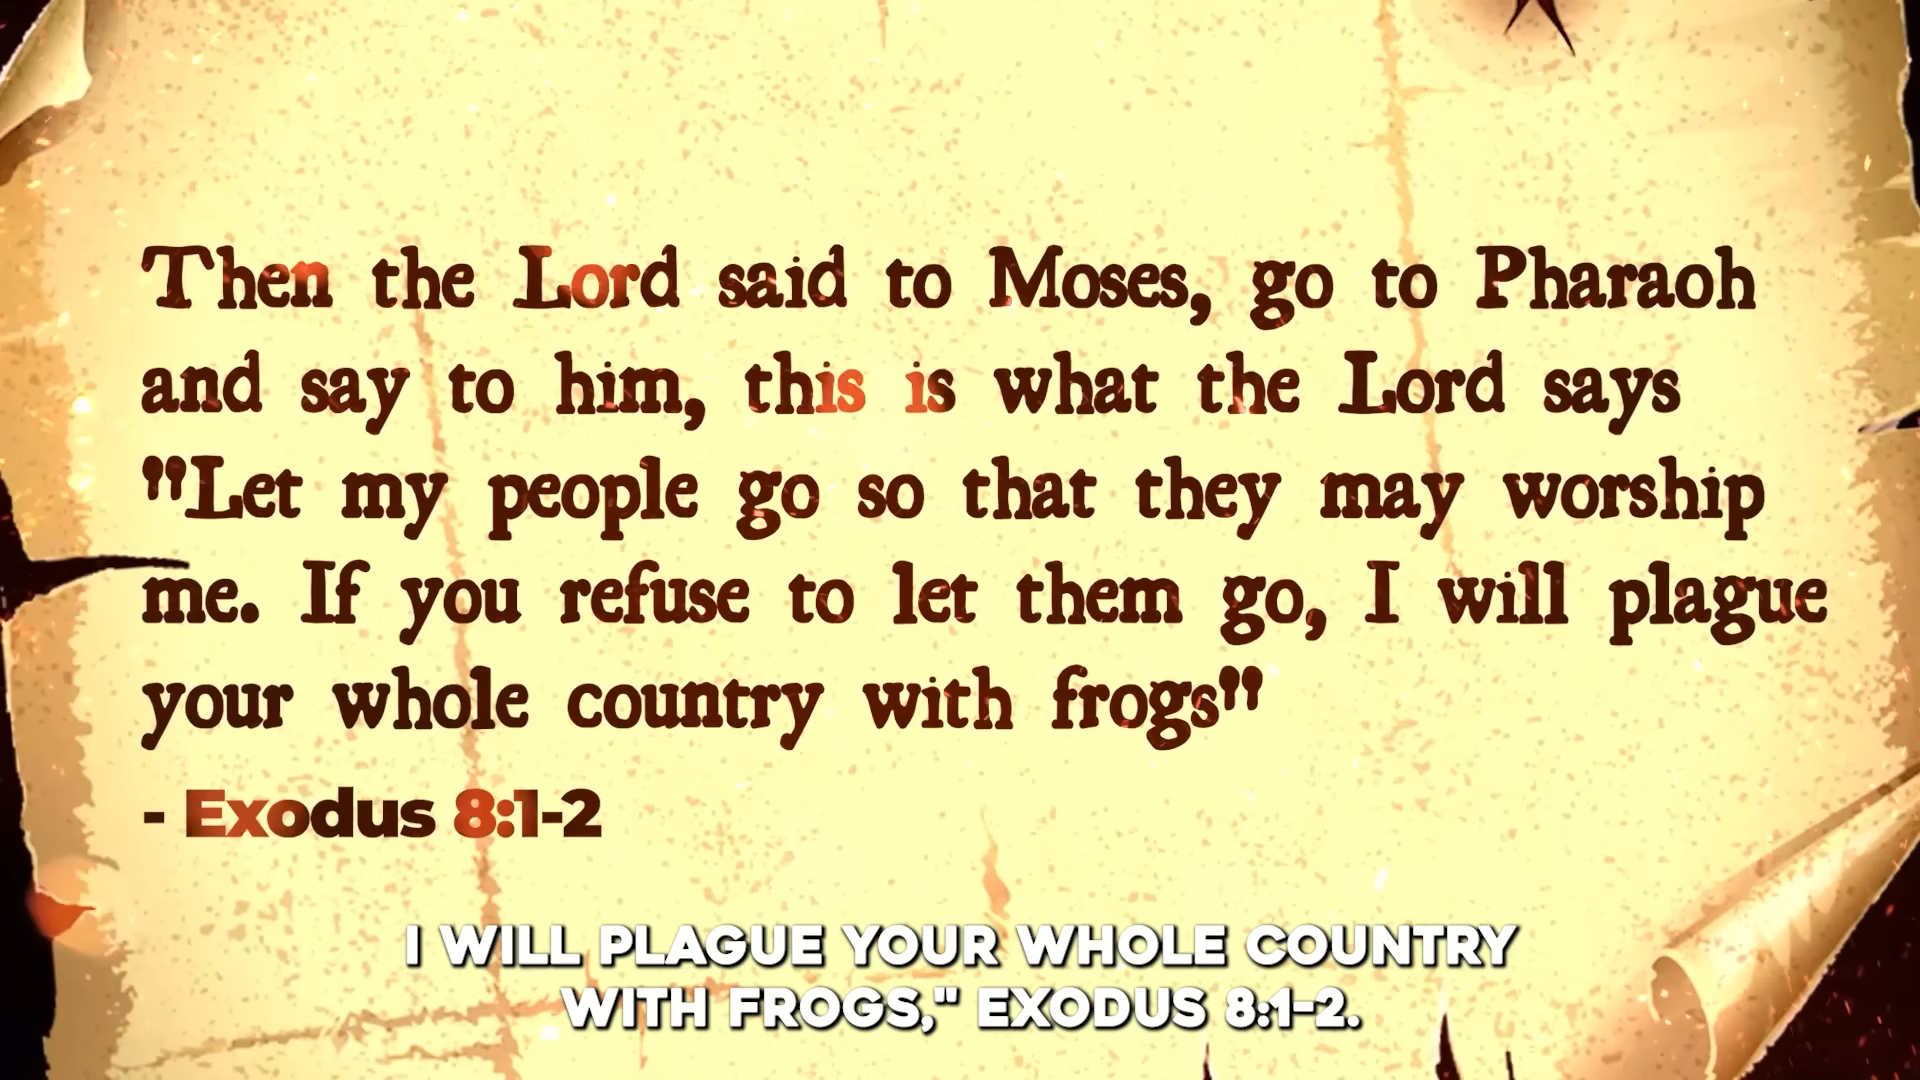 Then the Lord said to Moses, go to Pharaoh
and say to him, this is what the Lord says
"Let my people go so that they may worship
me. If you refuse to let them go, I will plague
your whole country with frogs"
- Exodus 8:1-2
I WILL PLAGUE YOUR WHOLE COUNTRY
WITH FROGS," EXODUS 8:1-2.